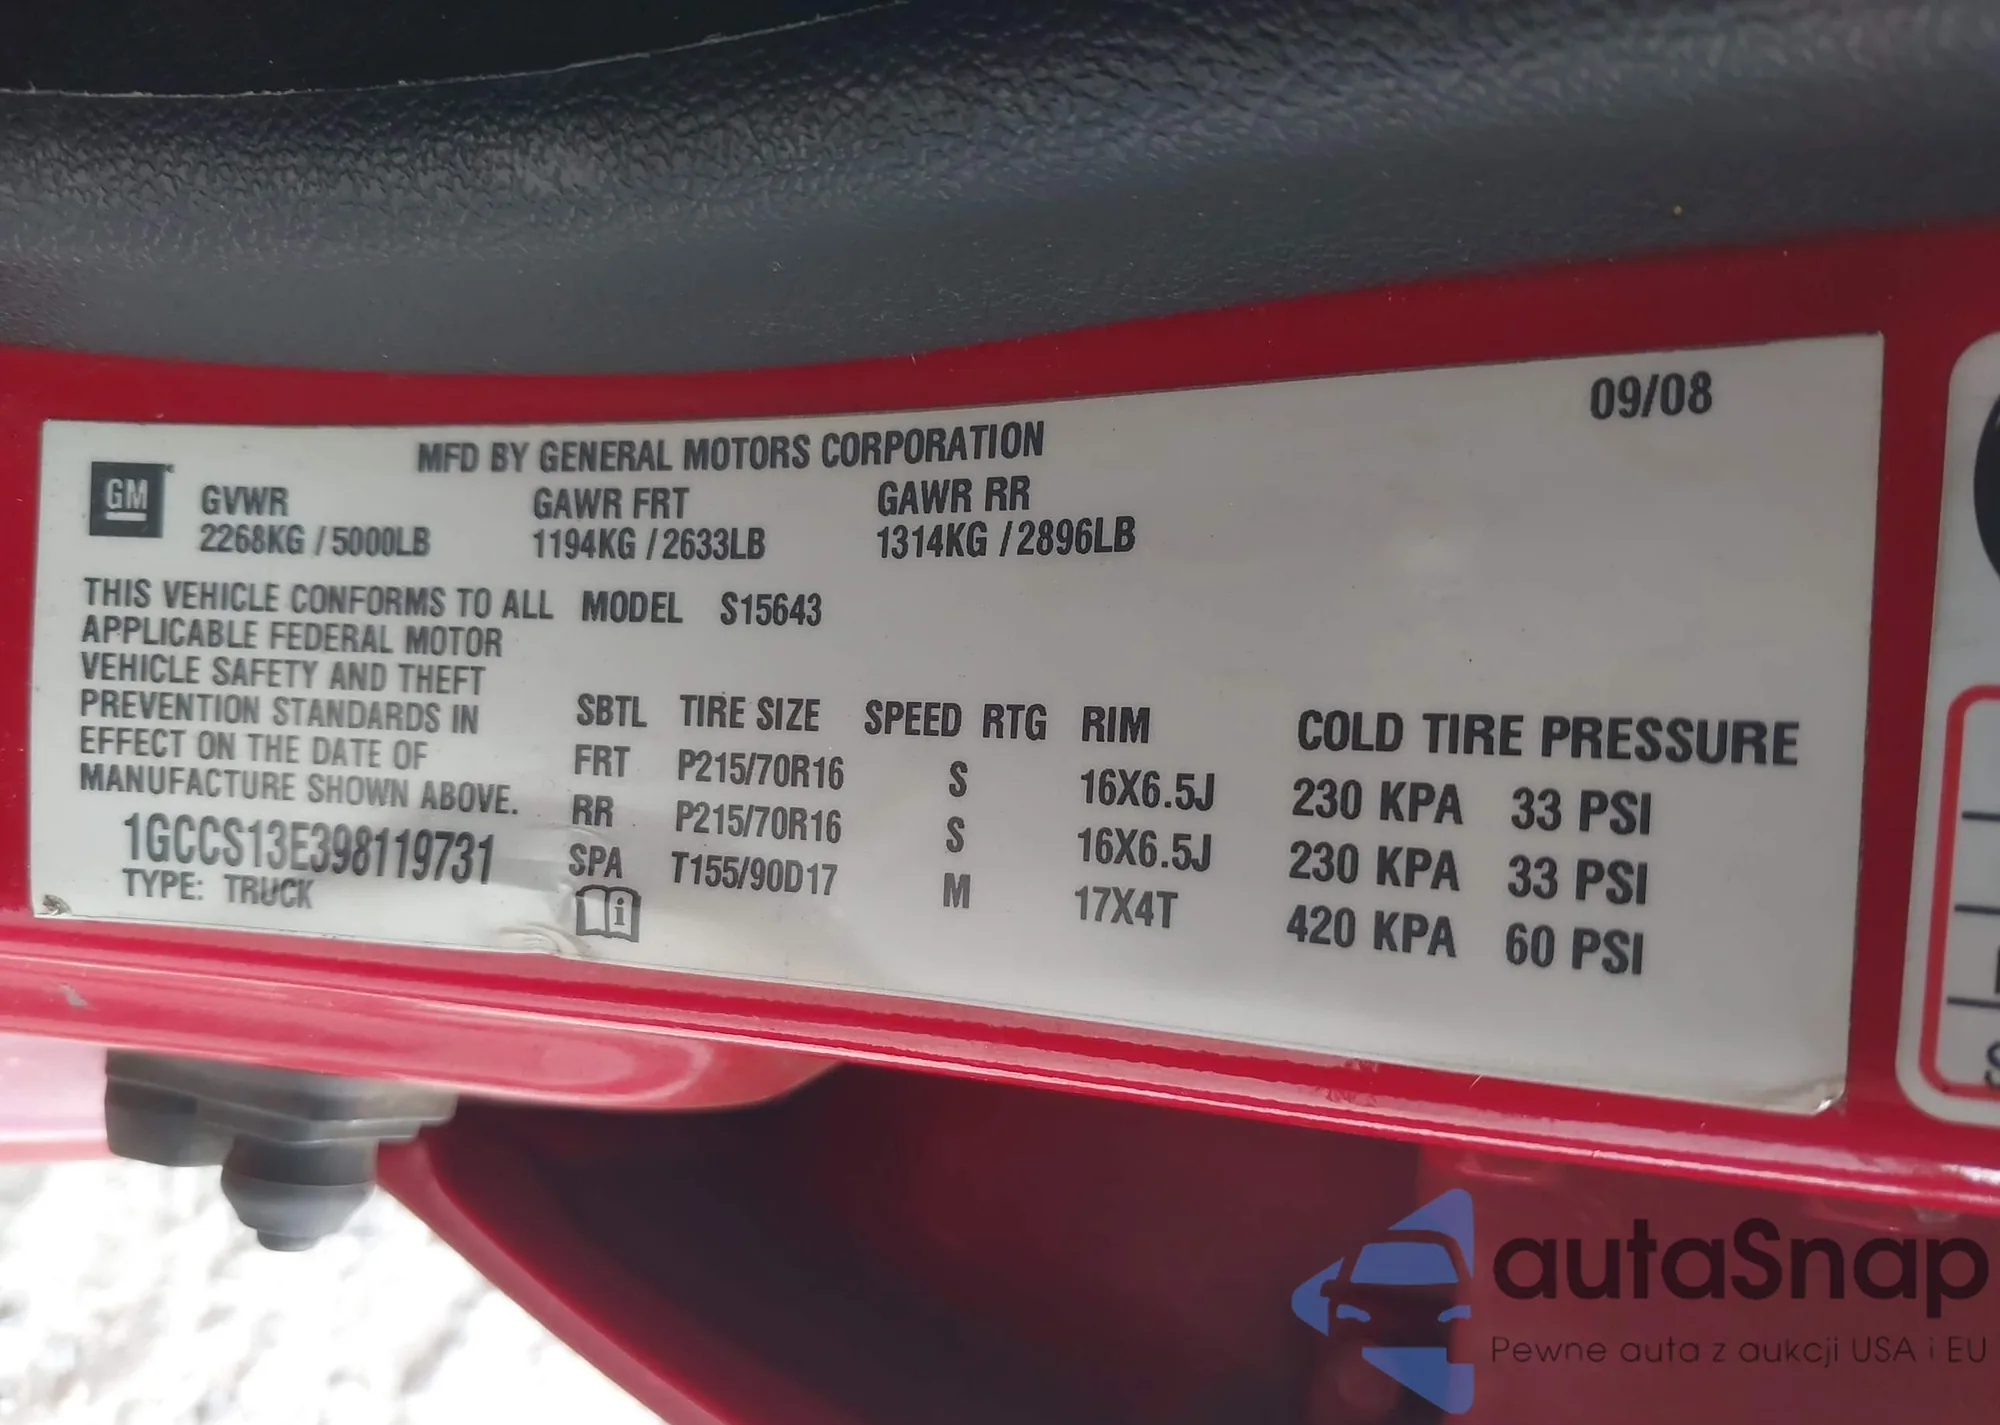 09/08
MFD BY GENERAL MOTORS CORPORATION
GM
GVWR GAWR FRT GAWR RR
2268KG / 5000LB 1194KG / 2633LB 1314KG / 2896LB
THIS VEHICLE CONFORMS TO ALL
APPLICABLE FEDERAL MOTOR
VEHICLE SAFETY AND THEFT
PREVENTION STANDARDS IN
EFFECT ON THE DATE OF
MANUFACTURE SHOWN ABOVE.
1GCCS13E398119731
TYPE: TRUCK
MODEL S15643
SBTL TIRE SIZE SPEED RTG RIM COLD TIRE PRESSURE
FRT P215/70R16 S 16X6.5J 230 KPA 33 PSI
RR P215/70R16 S 16X6.5J 230 KPA 33 PSI
SPA T155/90D17 M 17X4T 420 KPA 60 PSI
i
autaSnap
Pewne auta z aukcji USA i EU